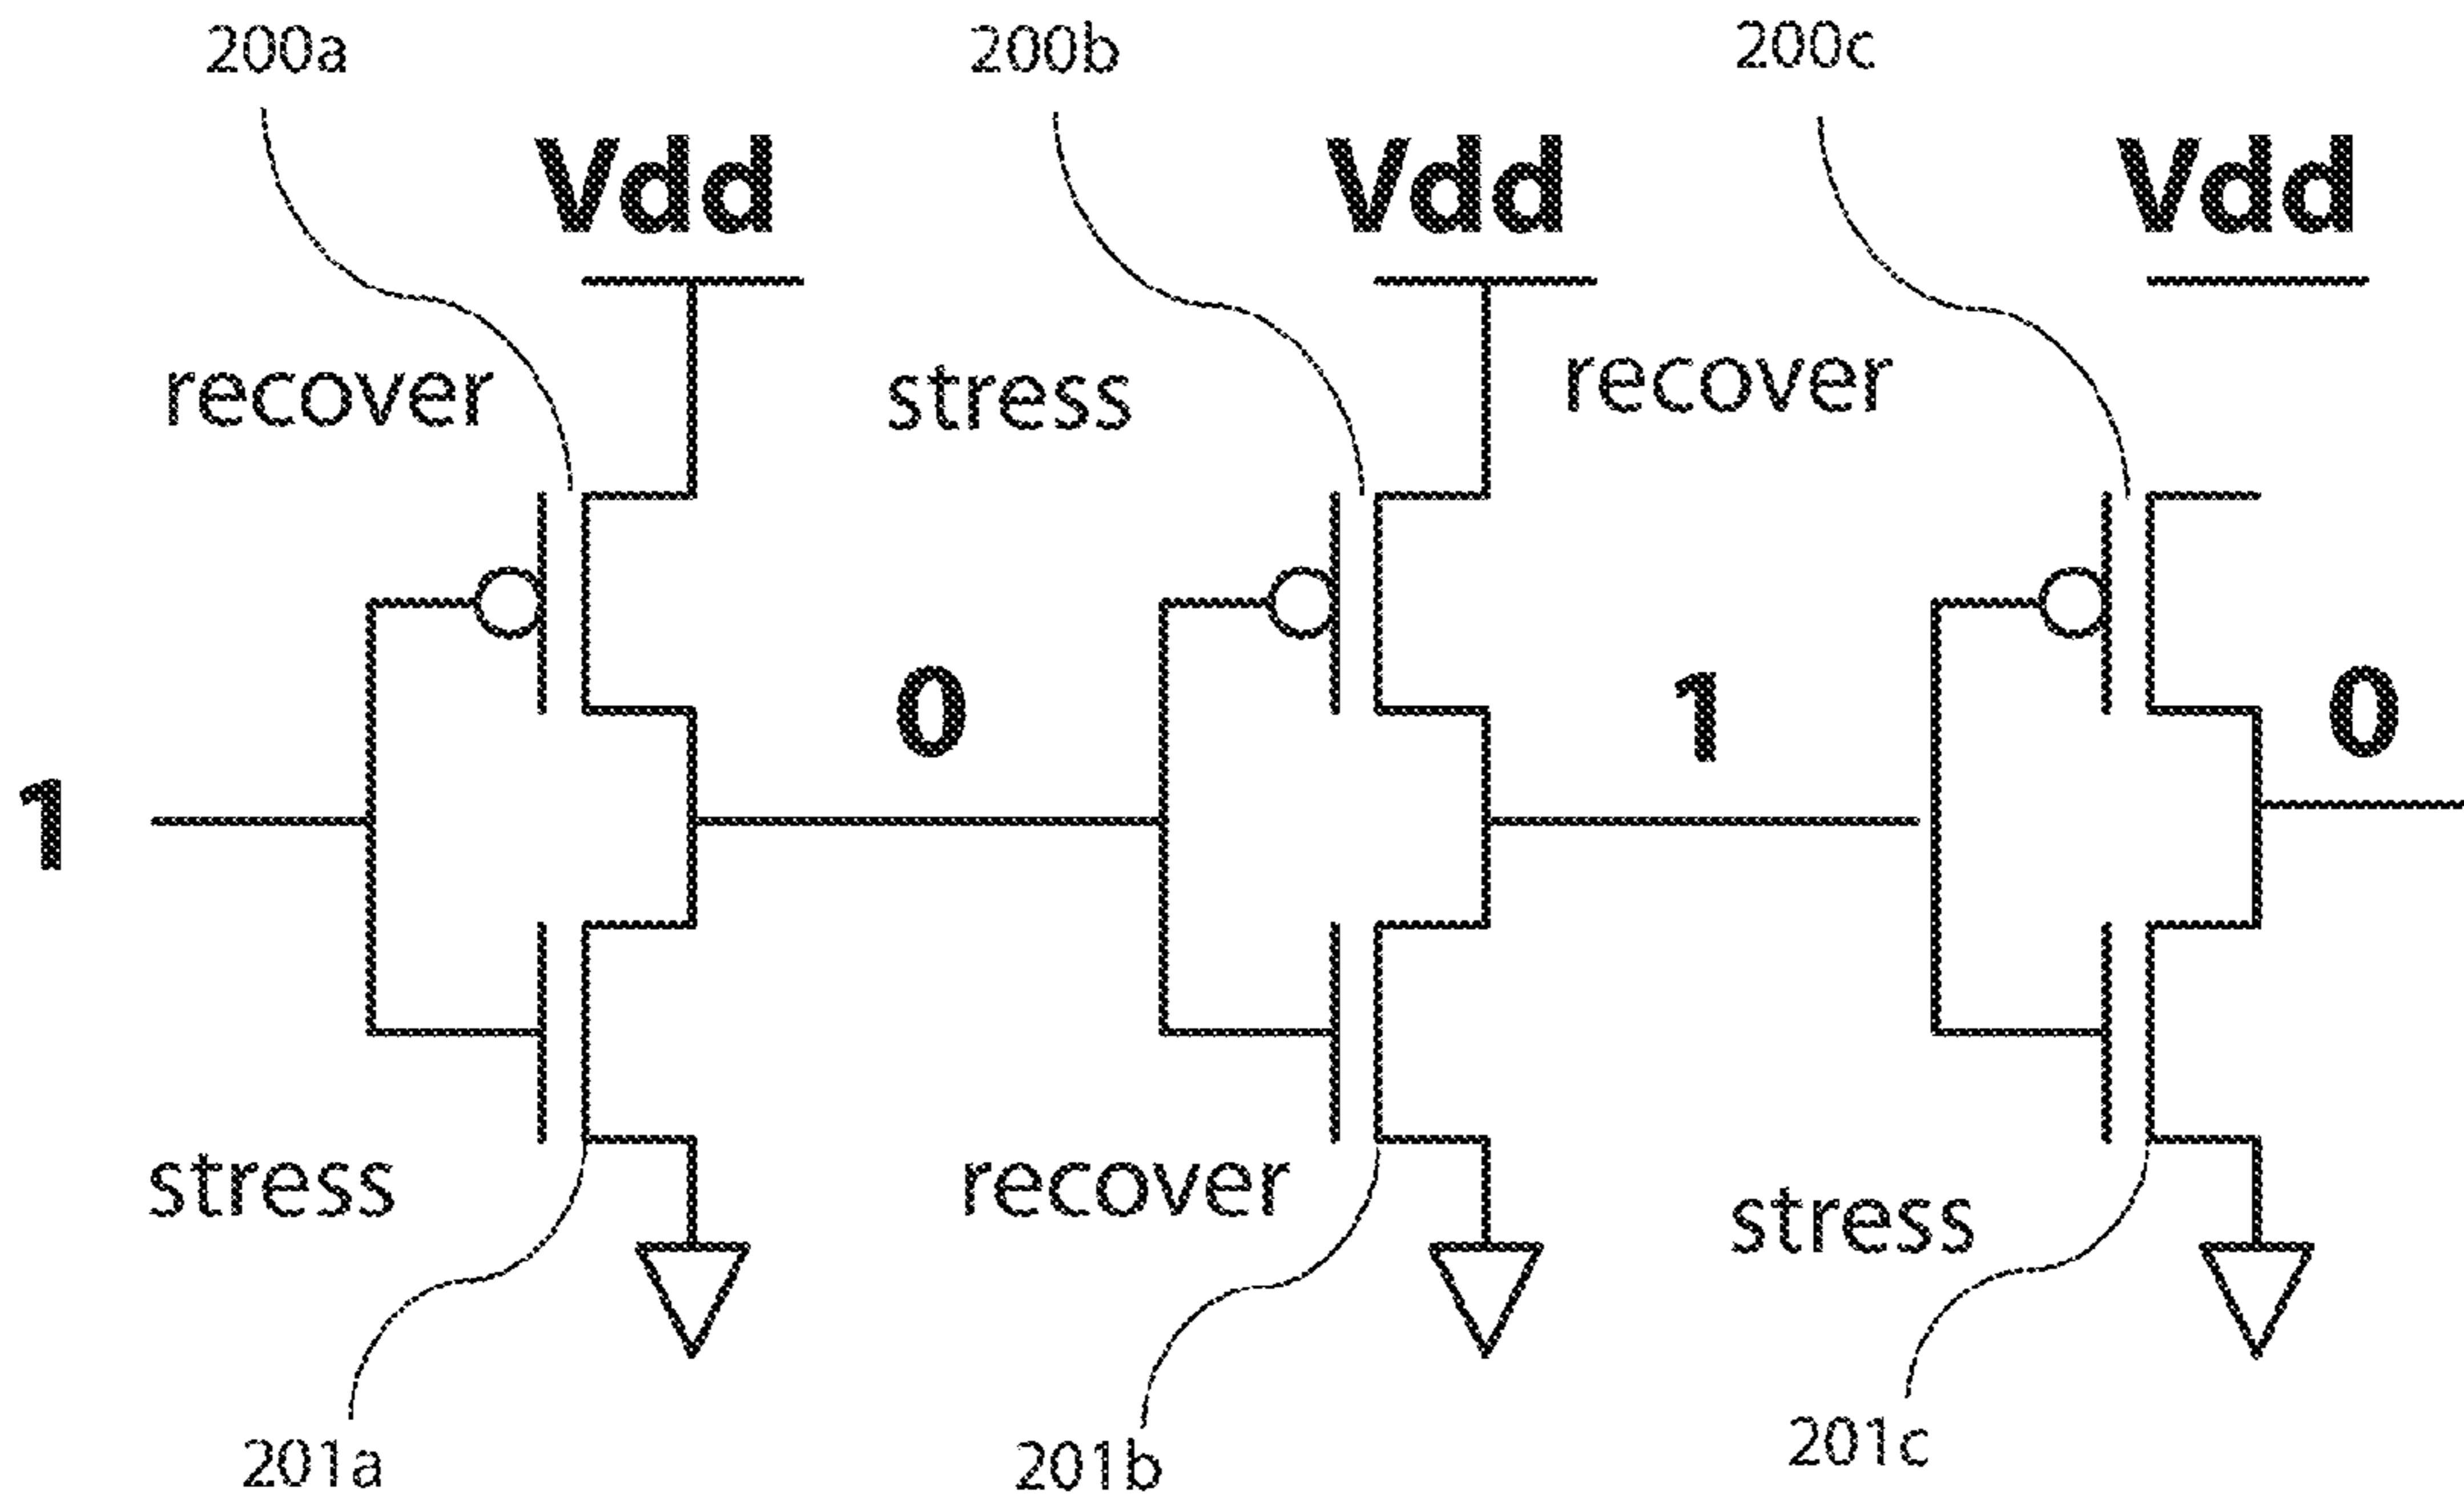 200a 200b 200c
Vdd Vdd Vdd
recover stress recover
0 1 0
1
stress recover stress
201a 201b 201c